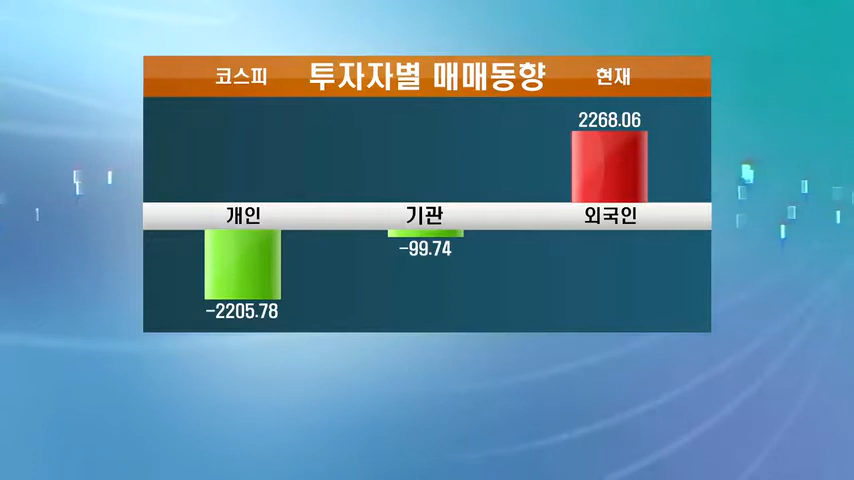 코스피 투자자별 매매동향 현재
2268.06
개인 기관 외국인
-99.74
-2205.78